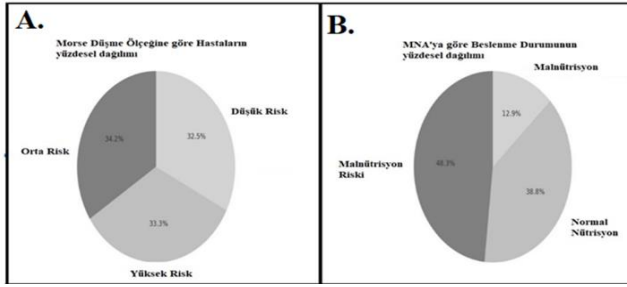 A.
Morse Düşme Ölçeğine göre Hastaların
yüzdesel dağılımı
Düşük Risk
32.5%
34.2%
Orta Risk
33.3%
Yüksek Risk
B.
MNA'ya göre Beslenme Durumunun
yüzdesel dağılımı
Malnütrisyon
12.9%
Malnütrisyon
Riski
48.3%
38.8%
Normal
Nütrisyon